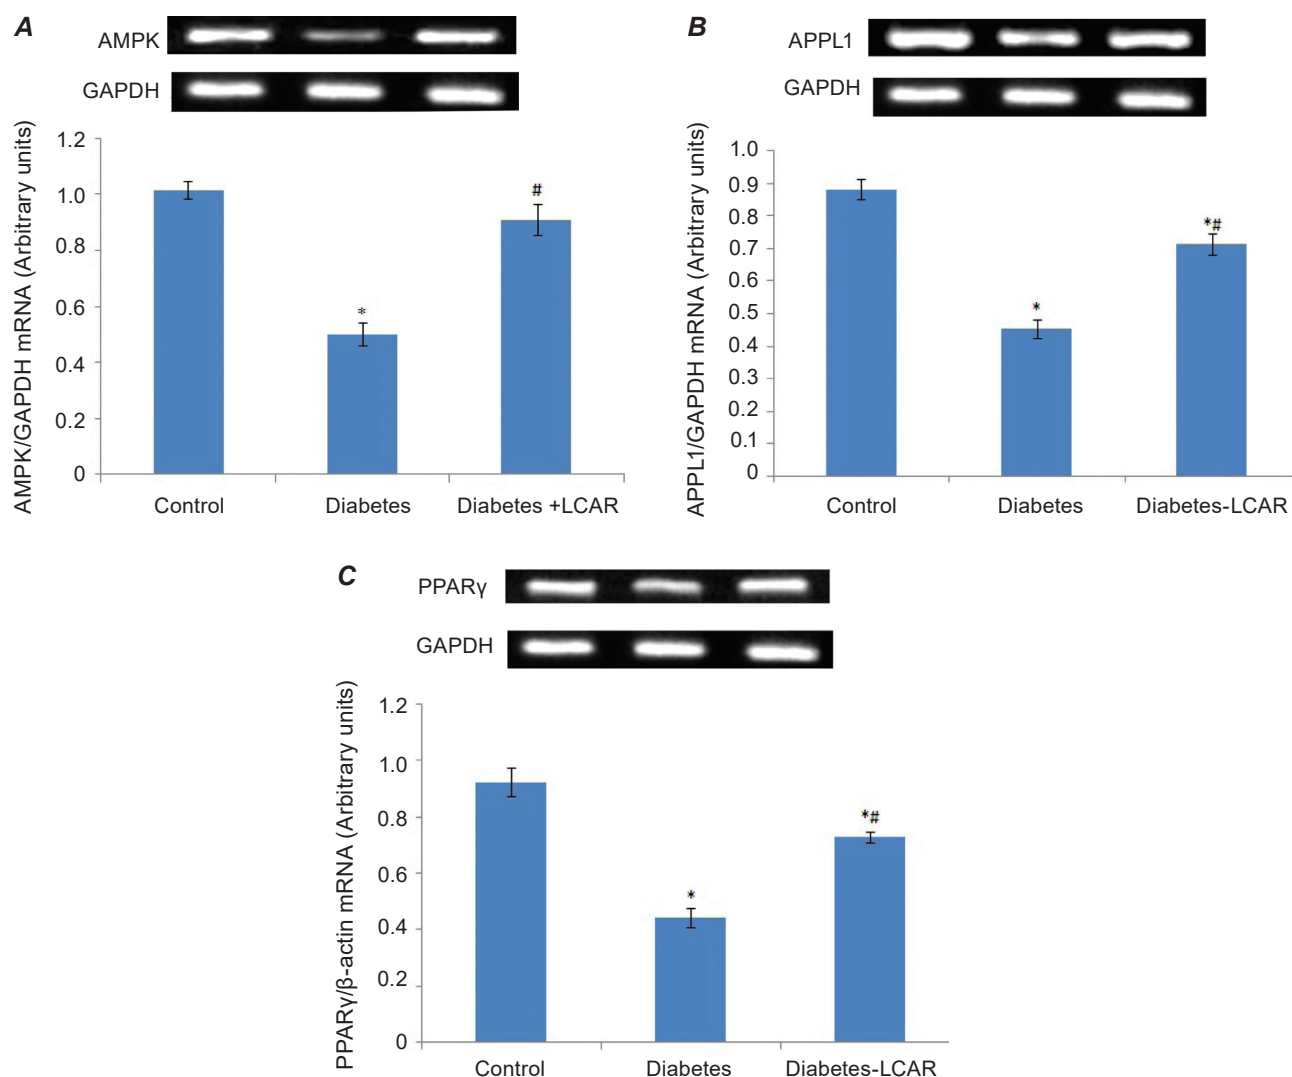 A
AMPK
GAPDH
AMPK/GAPDH mRNA (Arbitrary units)
1.2
1.0
0.8
0.6
0.4
0.2
0
#
*
Control
Diabetes
Diabetes +LCAR
B
APPL1
GAPDH
APPL1/GAPDH mRNA (Arbitrary units)
1.0
0.9
0.8
0.7
0.6
0.5
0.4
0.3
0.2
0.1
0
*#
*
Control
Diabetes
Diabetes-LCAR
C
PPARγ
GAPDH
PPARγ/β-actin mRNA (Arbitrary units)
1.2
1.0
0.8
0.6
0.4
0.2
0
*#
*
Control
Diabetes
Diabetes-LCAR